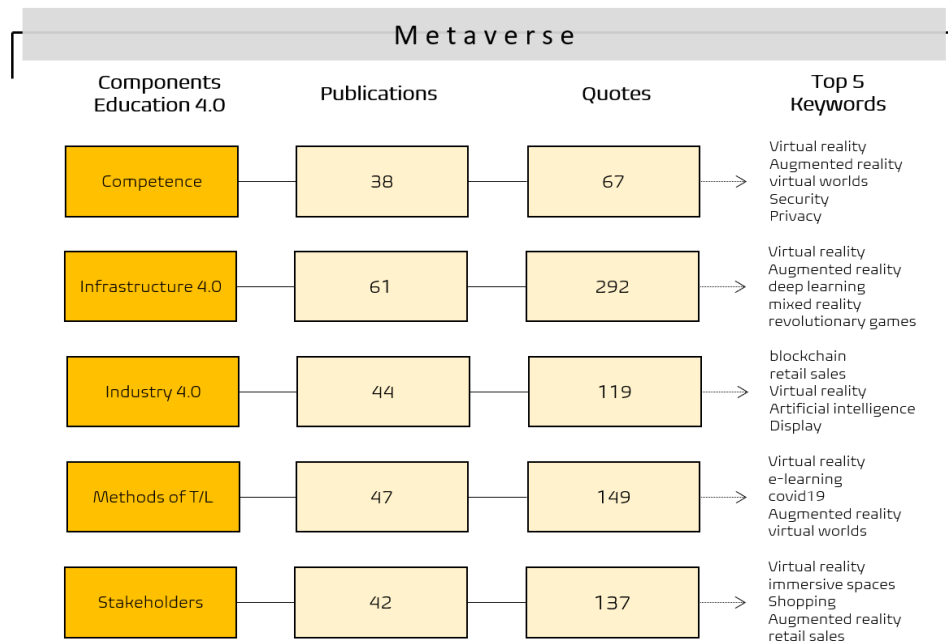 Metaverse
Components
Education 4.0
Publications
Quotes
Top 5
Keywords
Competence
38
67
Virtual reality
Augmented reality
virtual worlds
Security
Privacy
Infrastructure 4.0
61
292
Virtual reality
Augmented reality
deep learning
mixed reality
revolutionary games
Industry 4.0
44
119
blockchain
retail sales
Virtual reality
Artificial intelligence
Display
Methods of T/L
47
149
Virtual reality
e-learning
covid19
Augmented reality
virtual worlds
Stakeholders
42
137
Virtual reality
immersive spaces
Shopping
Augmented reality
retail sales